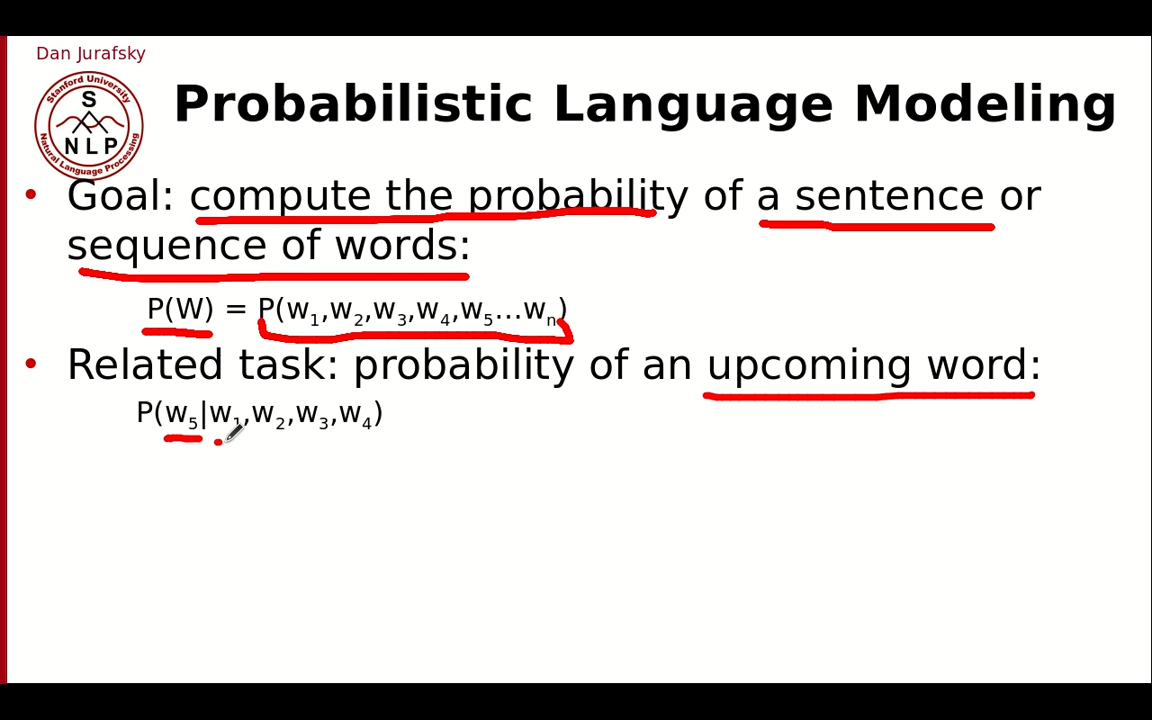 Dan Jurafsky
Stanford University
S
N L P
Natural Language Processing
Probabilistic Language Modeling
• Goal: compute the probability of a sentence or
sequence of words:
P(W) = P(w₁,w₂,w₃,w₄,w₅…wₙ)
• Related task: probability of an upcoming word:
P(w₅|w₁,w₂,w₃,w₄)